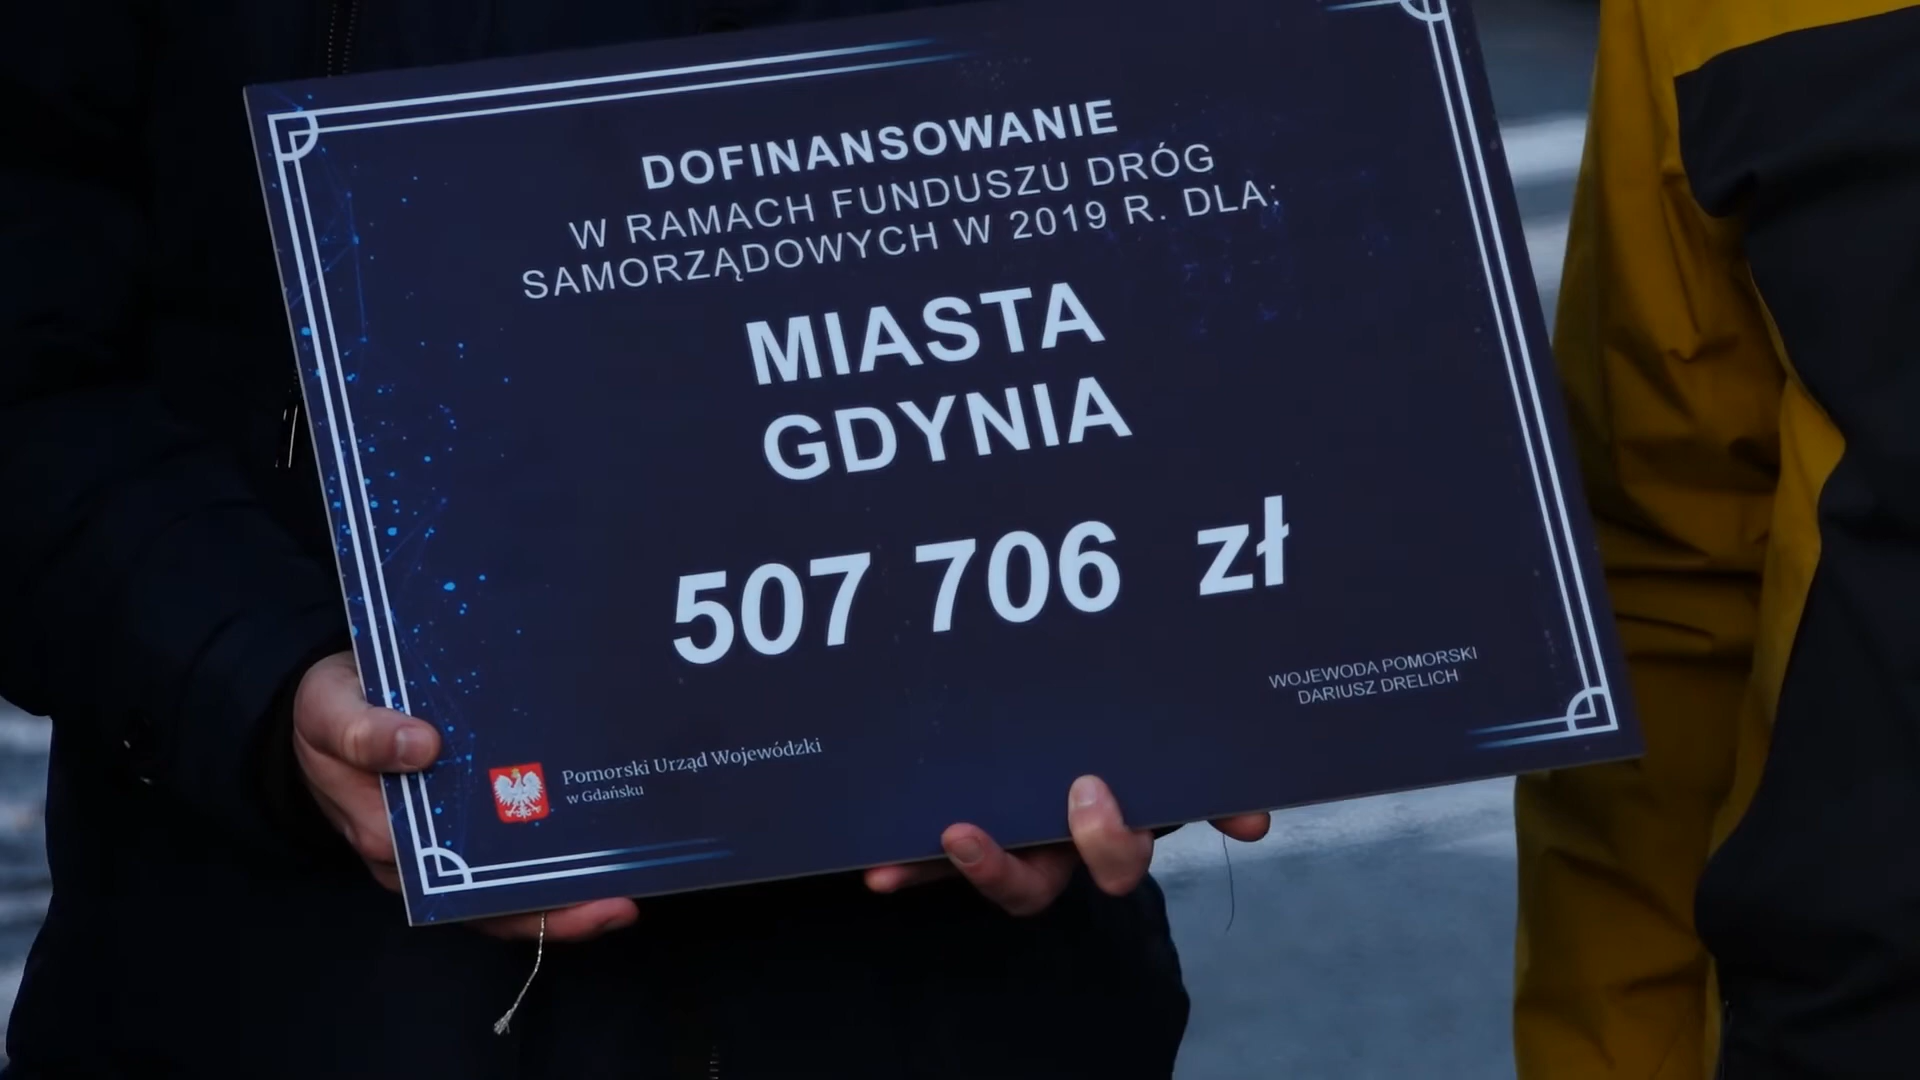 DOFINANSOWANIE
W RAMACH FUNDUSZU DRÓG
SAMORZĄDOWYCH W 2019 R. DLA:
MIASTA
GDYNIA
507 706 zł
WOJEWODA POMORSKI
DARIUSZ DRELICH
Pomorski Urząd Wojewódzki
w Gdańsku